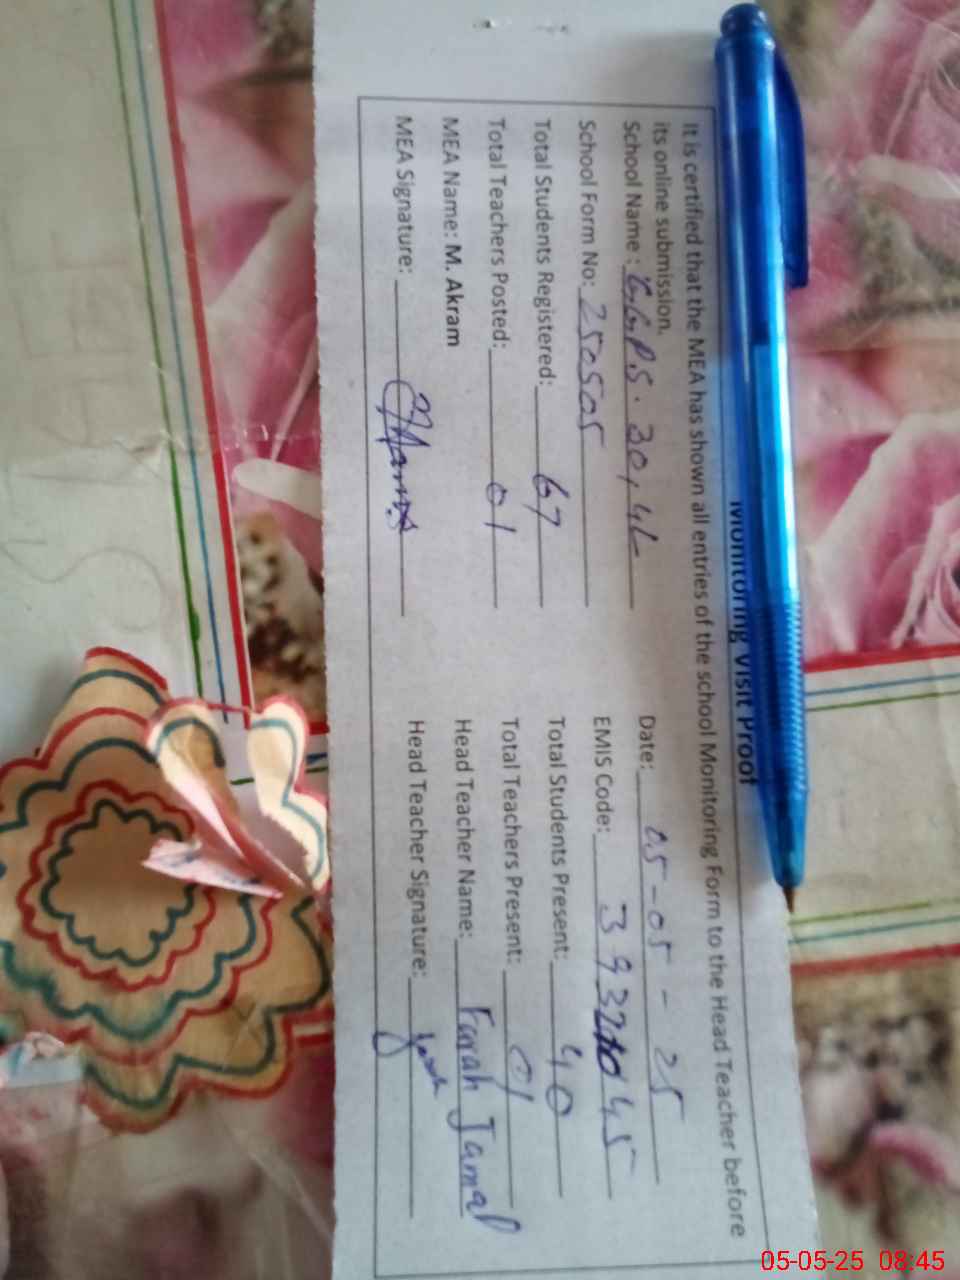 Monitoring Visit Proof
It is certified that the MEA has shown all entries of the school Monitoring Form to the Head Teacher before
its online submission.
School Name: GGPS. 30,4L Date: 05-05-25
School Form No: 250505 EMIS Code:
Total Students Registered: 67 Total Students Present: 40
Total Teachers Posted: 01 Total Teachers Present: 01
MEA Name: M. Akram Head Teacher Name: Farah Jamal
MEA Signature: Head Teacher Signature:
05-05-25 08:45